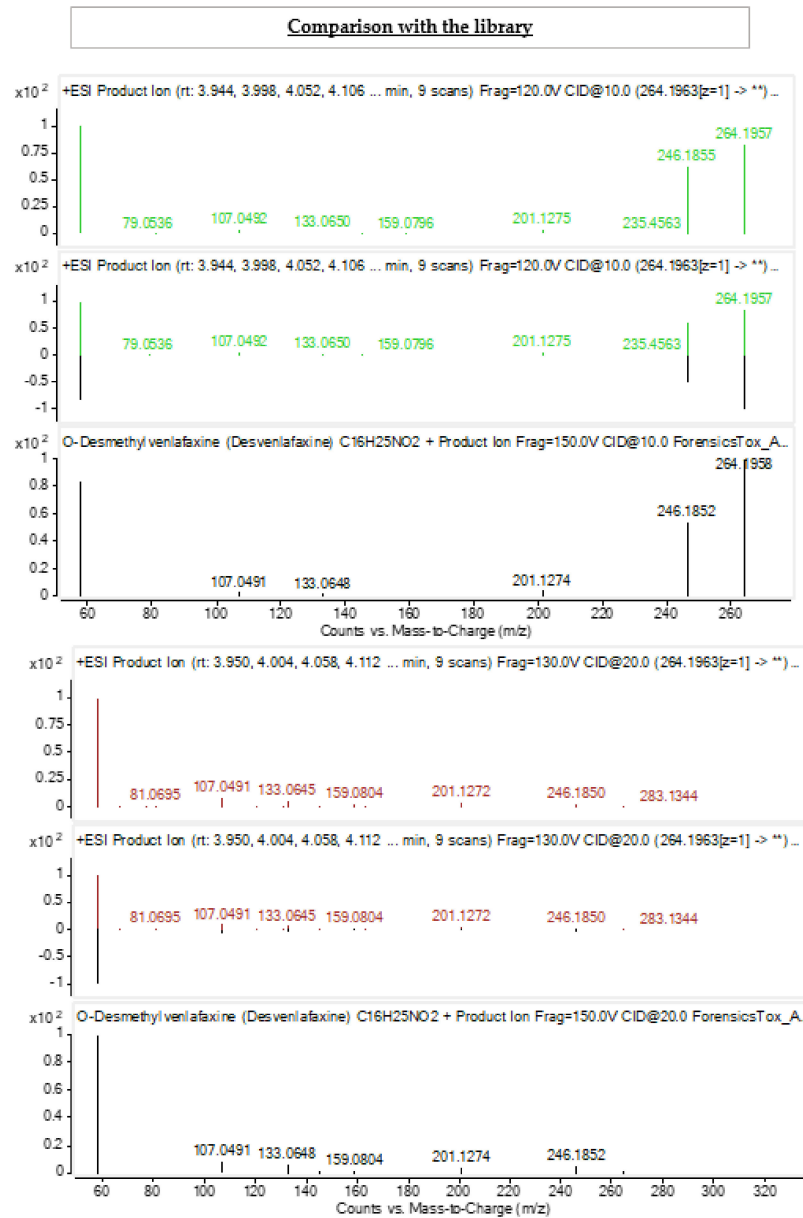 Comparison with the library
x10 2 +ESI Product Ion (rt: 3.944, 3.998, 4.052, 4.106 ... min, 9 scans) Frag=120.0V CID@10.0 (264.1963[z=1] -> **) ...
1
0.75
0.5
0.25
0
79.0536 107.0492 133.0650 159.0796 201.1275 235.4563 246.1855 264.1957
x10 2 +ESI Product Ion (rt: 3.944, 3.998, 4.052, 4.106 ... min, 9 scans) Frag=120.0V CID@10.0 (264.1963[z=1] -> **) ...
1
0.5
0
-0.5
-1
79.0536 107.0492 133.0650 159.0796 201.1275 235.4563 246.1855 264.1957
x10 2 O-Desmethylvenlafaxine (Desvenlafaxine) C16H25NO2 + Product Ion Frag=150.0V CID@10.0 ForensicsTox_A...
1
0.8
0.6
0.4
0.2
0
107.0491 133.0648 201.1274 246.1852 264.1958
60 80 100 120 140 160 180 200 220 240 260
Counts vs. Mass-to-Charge (m/z)
x10 2 +ESI Product Ion (rt: 3.950, 4.004, 4.058, 4.112 ... min, 9 scans) Frag=130.0V CID@20.0 (264.1963[z=1] -> **) ...
1
0.75
0.5
0.25
0
81.0695 107.0491 133.0645 159.0804 201.1272 246.1850 283.1344
x10 2 +ESI Product Ion (rt: 3.950, 4.004, 4.058, 4.112 ... min, 9 scans) Frag=130.0V CID@20.0 (264.1963[z=1] -> **) ...
1
0.5
0
-0.5
-1
81.0695 107.0491 133.0645 159.0804 201.1272 246.1850 283.1344
x10 2 O-Desmethylvenlafaxine (Desvenlafaxine) C16H25NO2 + Product Ion Frag=150.0V CID@20.0 ForensicsTox_A.
1
0.8
0.6
0.4
0.2
0
107.0491 133.0648 159.0804 201.1274 246.1852
60 80 100 120 140 160 180 200 220 240 260 280 300 320
Counts vs. Mass-to-Charge (m/z)